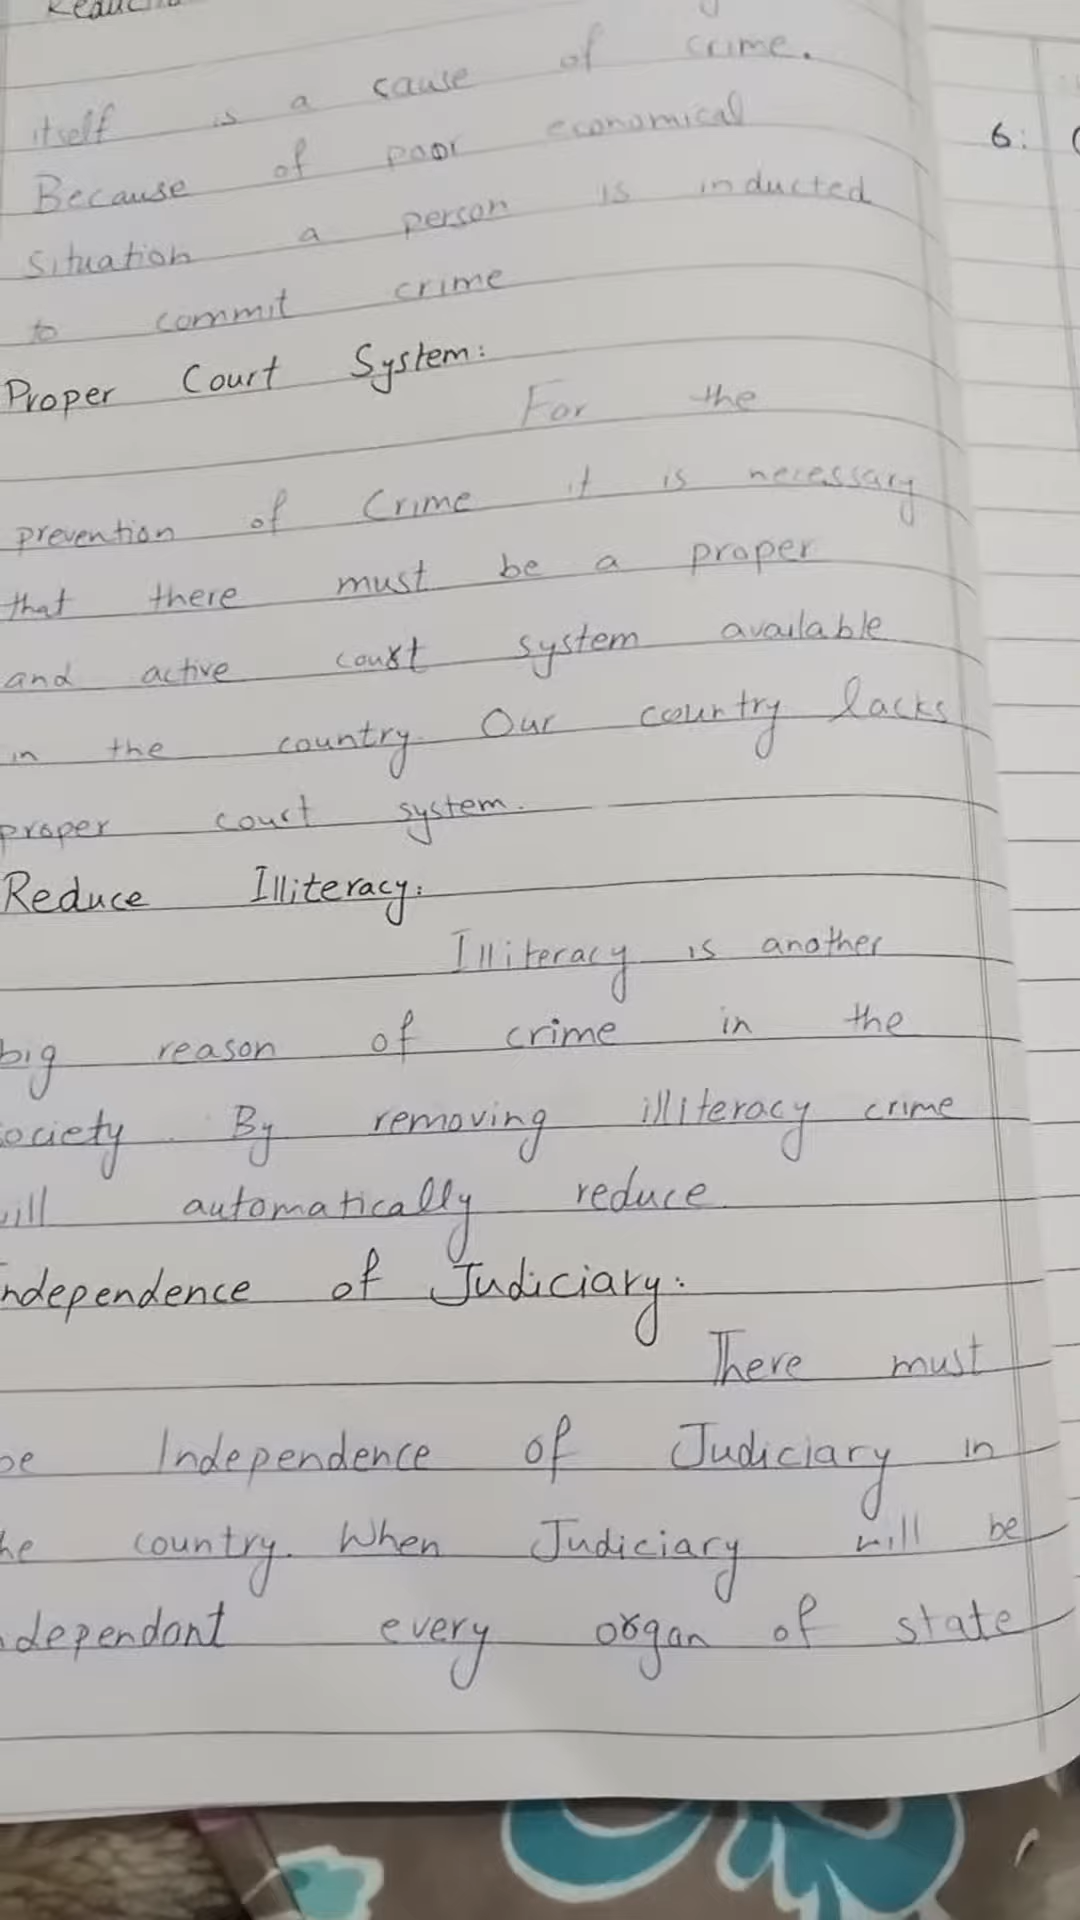 itself is a cause of crime.
Because of poor economical
situation a person is inducted
to commit crime
Proper Court System:
For the
prevention of Crime it is necessary
that there must be a proper
and active court system available
in the country. Our country lacks
proper court system.
Reduce Illiteracy:
Illiteracy is another
big reason of crime in the
ociety. By removing illiteracy crime
ill automatically reduce
ndependence of Judiciary:
There must
be Independence of Judiciary in
he country. When Judiciary will be
dependant every organ of state
6: